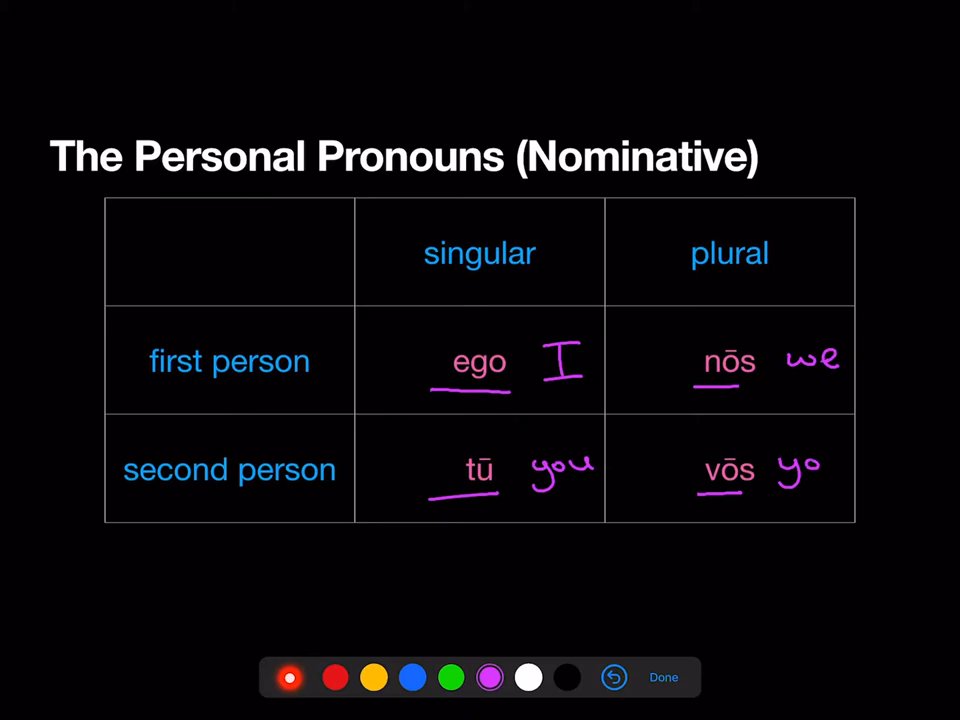 The Personal Pronouns (Nominative)
singular plural
first person ego I nōs we
second person tū you vōs yo
Done